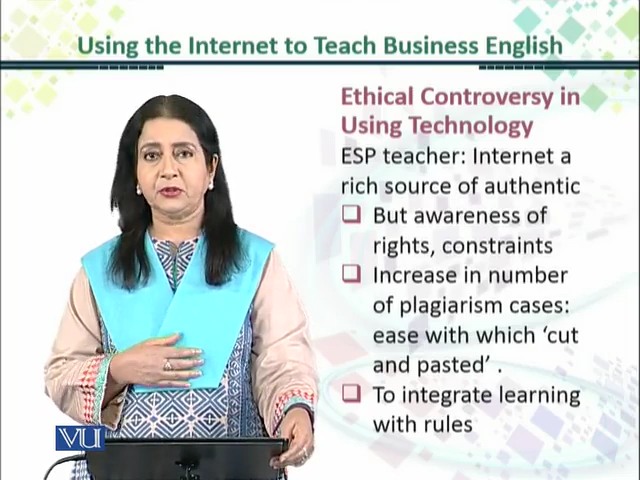 Using the Internet to Teach Business English
Ethical Controversy in
Using Technology
ESP teacher: Internet a
rich source of authentic
But awareness of
rights, constraints
Increase in number
of plagiarism cases:
ease with which ‘cut
and pasted’ .
To integrate learning
with rules
VU